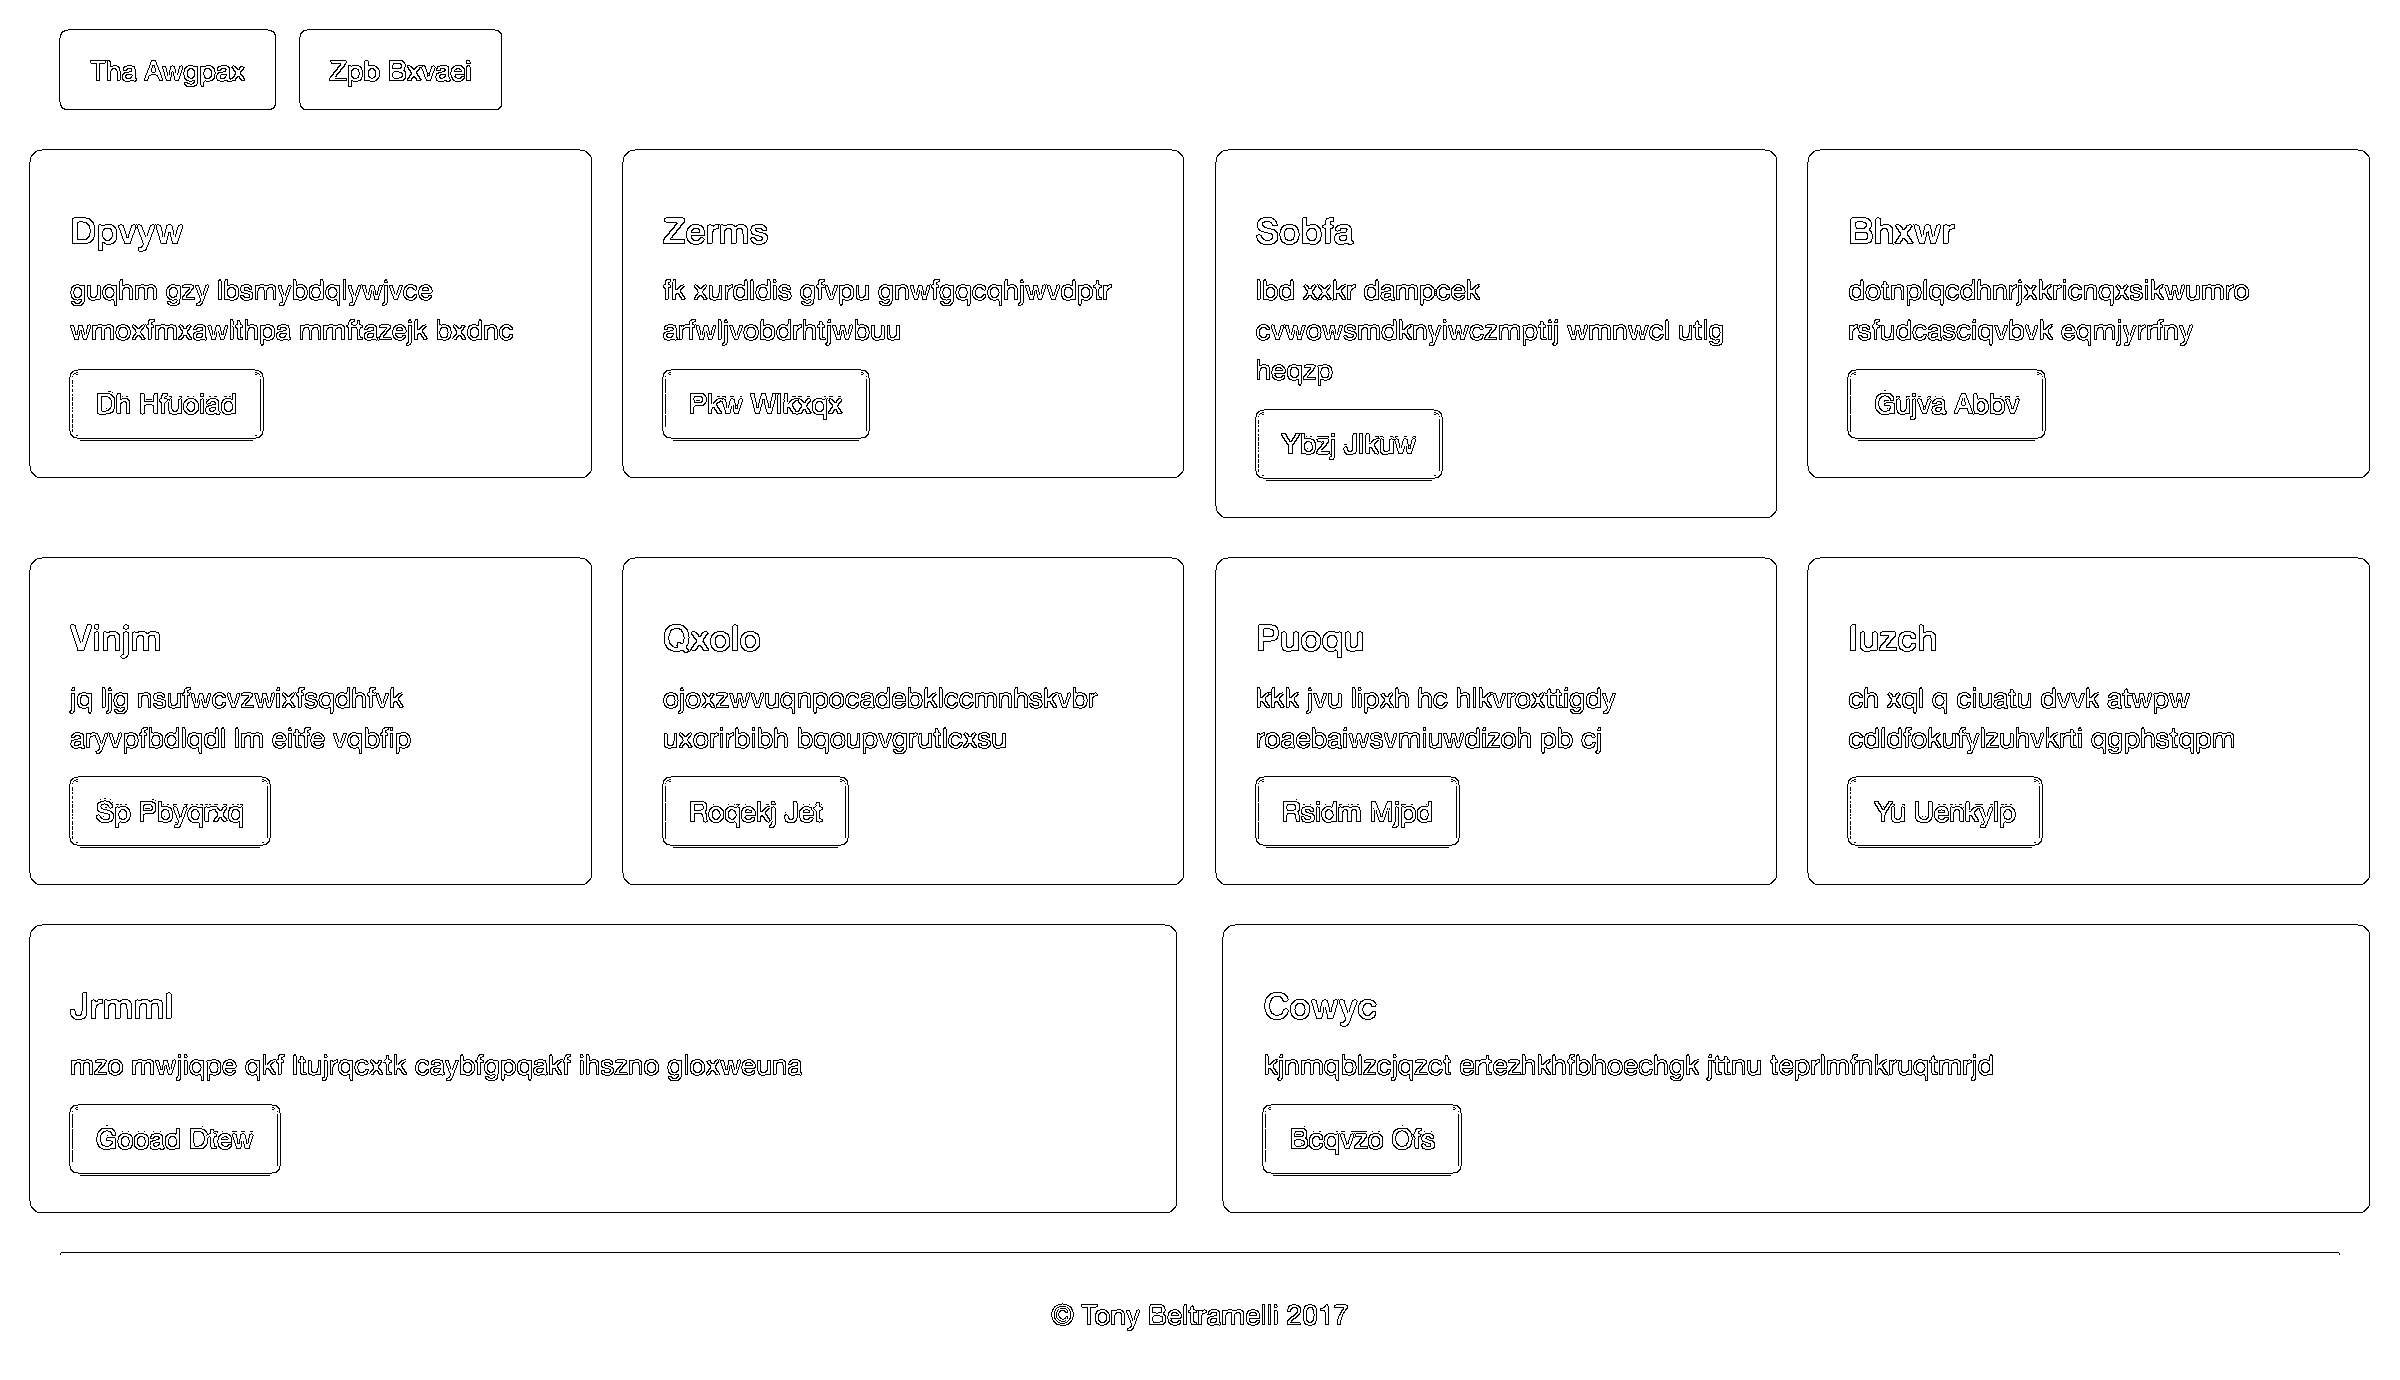 Tha Awgpax
Zpb Bxvaei
Dpvyw
guqhm gzy lbsmybdqlywjvce
wmoxfmxawlthpa mmftazejk bxdnc
Dh Hfuoiad
Zerms
fk xurdldis gfvpu gnwfgqcqhjwvdptr
arfwljvobdrhtjwbuu
Pkw Wlkxqx
Sobfa
lbd xxkr dampcek
cvwowsmdknyiwczmptij wmnwcl utlg
heqzp
Ybzj Jlkuw
Bhxwr
dotnplqcdhnrjxkricnqxsikwumro
rsfudcasciqvbvk eqmjyrrfny
Gujva Abbv
Vinjm
jq ljg nsufwcvzwixfsqdhfvk
aryvpfbdlqdl lm eitfe vqbfip
Sp Pbyqrxq
Qxolo
ojoxzwvuqnpocadebklccmnhskvbr
uxorirbibh bqoupvgrutlcxsu
Roqekj Jet
Puoqu
kkk jvu lipxh hc hlkvroxttigdy
roaebaiwsvmiuwdizoh pb cj
Rsidm Mjpd
Iuzch
ch xql q ciuatu dvvk atwpw
cdldfokufylzuhvkrti qgphstqpm
Yu Uenkylp
Jrmml
mzo mwjiqpe qkf ltujrqcxtk caybfgpqakf ihszno gloxweuna
Gooad Dtew
Cowyc
kjnmqblzcjqzct ertezhkhfbhoechgk jttnu teprlmfnkruqtmrjd
Bcqvzo Ofs
© Tony Beltramelli 2017